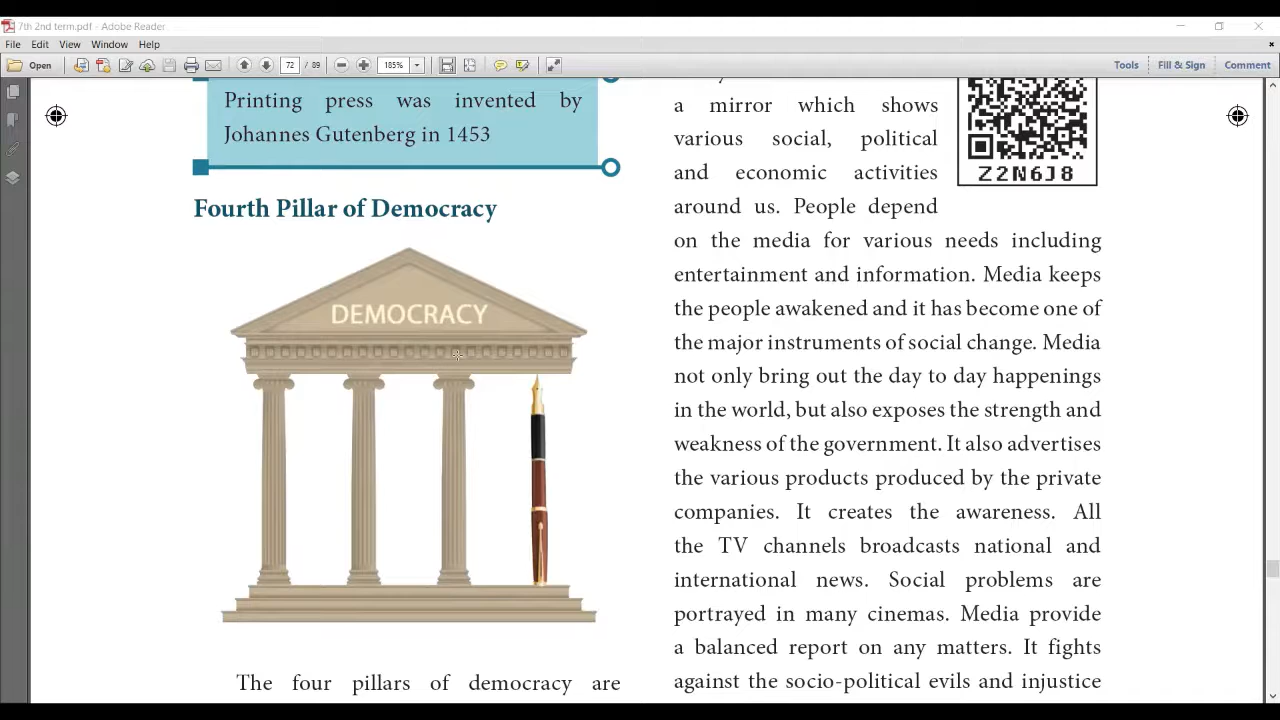 7th 2nd term.pdf - Adobe Reader
File Edit View Window Help
Open 72 / 89 185% Tools Fill & Sign Comment
Printing press was invented by
Johannes Gutenberg in 1453
Fourth Pillar of Democracy
DEMOCRACY
The four pillars of democracy are
a mirror which shows
various social, political
and economic activities
around us. People depend
on the media for various needs including
entertainment and information. Media keeps
the people awakened and it has become one of
the major instruments of social change. Media
not only bring out the day to day happenings
in the world, but also exposes the strength and
weakness of the government. It also advertises
the various products produced by the private
companies. It creates the awareness. All
the TV channels broadcasts national and
international news. Social problems are
portrayed in many cinemas. Media provide
a balanced report on any matters. It fights
against the socio-political evils and injustice
Z2N6J8